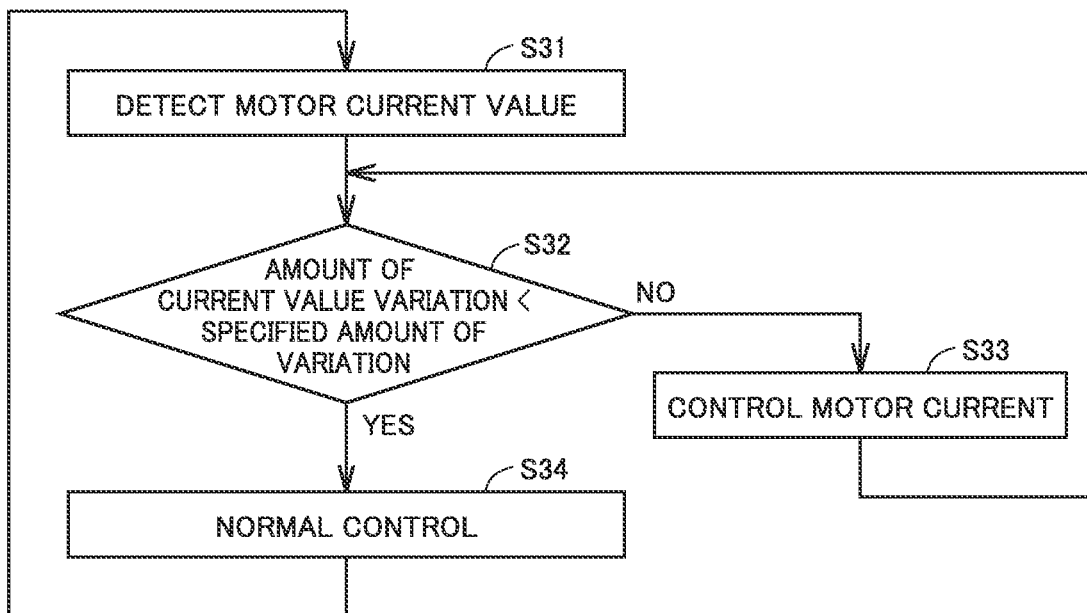 S31
DETECT MOTOR CURRENT VALUE
S32
AMOUNT OF
CURRENT VALUE VARIATION <
SPECIFIED AMOUNT OF
VARIATION
NO
S33
CONTROL MOTOR CURRENT
YES
S34
NORMAL CONTROL